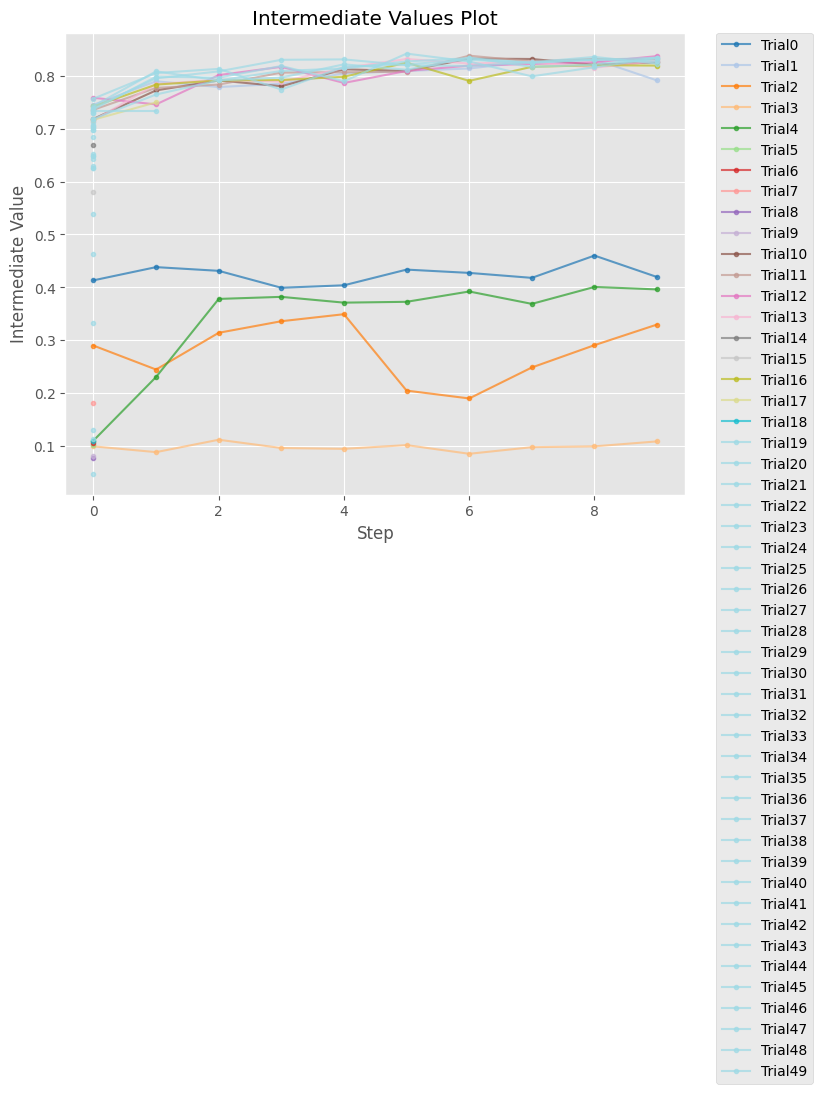 Intermediate Values Plot
Intermediate Value
0.8
0.7
0.6
0.5
0.4
0.3
0.2
0.1
0
2
4
6
8
Step
Trial0
Trial1
Trial2
Trial3
Trial4
Trial5
Trial6
Trial7
Trial8
Trial9
Trial10
Trial11
Trial12
Trial13
Trial14
Trial15
Trial16
Trial17
Trial18
Trial19
Trial20
Trial21
Trial22
Trial23
Trial24
Trial25
Trial26
Trial27
Trial28
Trial29
Trial30
Trial31
Trial32
Trial33
Trial34
Trial35
Trial36
Trial37
Trial38
Trial39
Trial40
Trial41
Trial42
Trial43
Trial44
Trial45
Trial46
Trial47
Trial48
Trial49